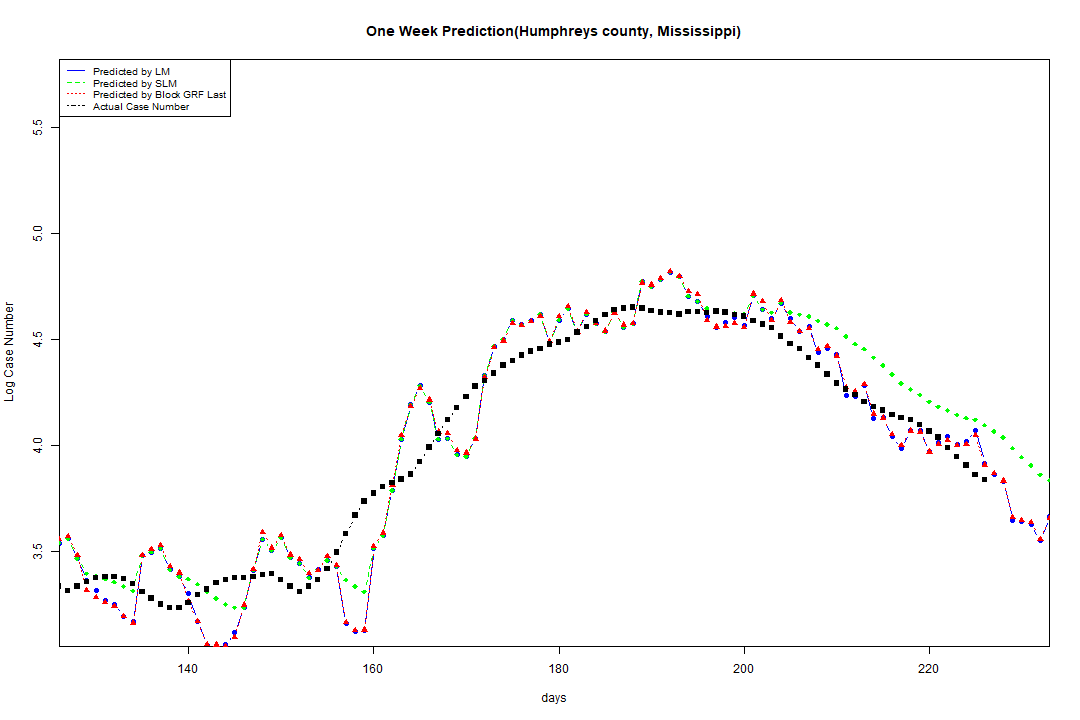 One Week Prediction(Humphreys county, Mississippi)
Predicted by LM
Predicted by SLM
Predicted by Block GRF Last
Actual Case Number
5.5
5.0
4.5
4.0
3.5
Log Case Number
140 160 180 200 220
days